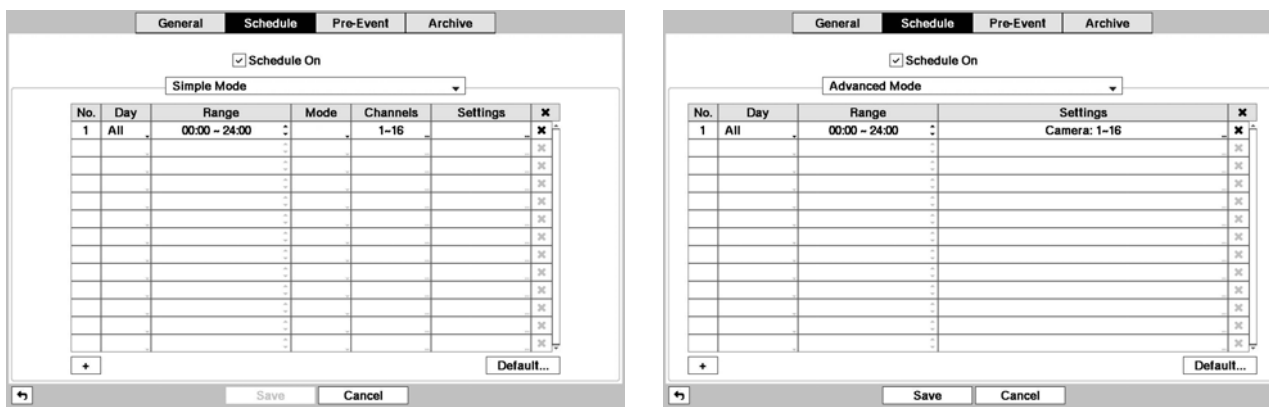 General Schedule Pre-Event Archive
Schedule On
Simple Mode
No. Day Range Mode Channels Settings
1 All 00:00 ~ 24:00 1~16
+ Default...
Save Cancel
General Schedule Pre-Event Archive
Schedule On
Advanced Mode
No. Day Range Settings
1 All 00:00 ~ 24:00 Camera: 1~16
+ Default...
Save Cancel